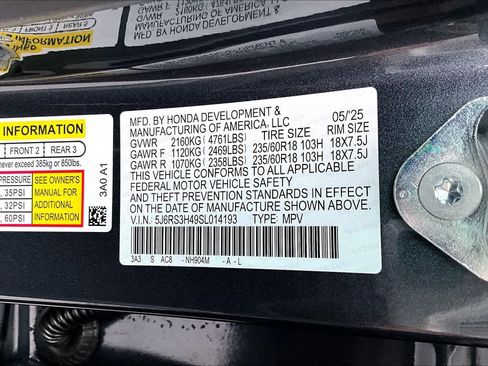 INFORMATION
FRONT 2 REAR 3
never exceed 385kg or 850lbs.
PRESSURE
35PSI
32PSI
60PSI
SEE OWNER'S
MANUAL FOR
ADDITIONAL
INFORMATION
3A0 A1
MFD. BY HONDA DEVELOPMENT & 05/'25
MANUFACTURING OF AMERICA, LLC
GVWR 2160KG (4761LBS) TIRE SIZE RIM SIZE
GAWR F 1120KG (2469LBS) 235/60R18 103H 18X7.5J
GAWR R 1070KG (2358LBS) 235/60R18 103H 18X7.5J
THIS VEHICLE CONFORMS TO ALL APPLICABLE
FEDERAL MOTOR VEHICLE SAFETY
AND THEFT PREVENTION STANDARDS IN EFFECT ON
THE DATE OF MANUFACTURE SHOWN ABOVE.
V.I.N.: 5J6RS3H49SL014193 TYPE: MPV
3A3 S AC8 -NH904M -A-L